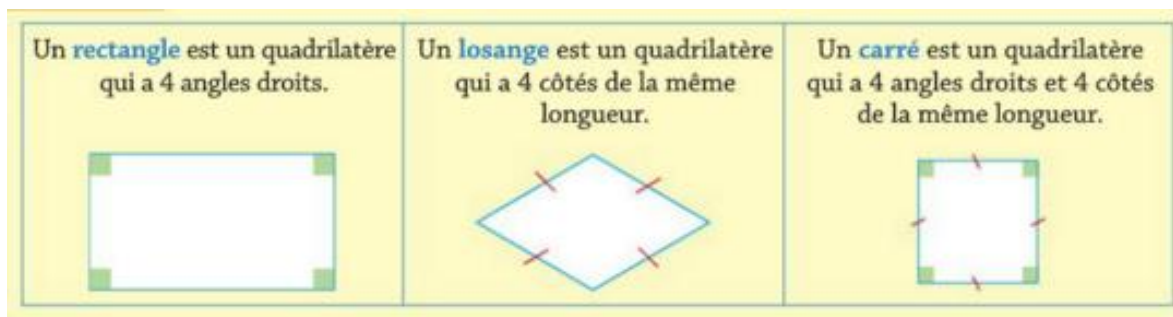 Un rectangle est un quadrilatère
qui a 4 angles droits.
Un losange est un quadrilatère
qui a 4 côtés de la même
longueur.
Un carré est un quadrilatère
qui a 4 angles droits et 4 côtés
de la même longueur.